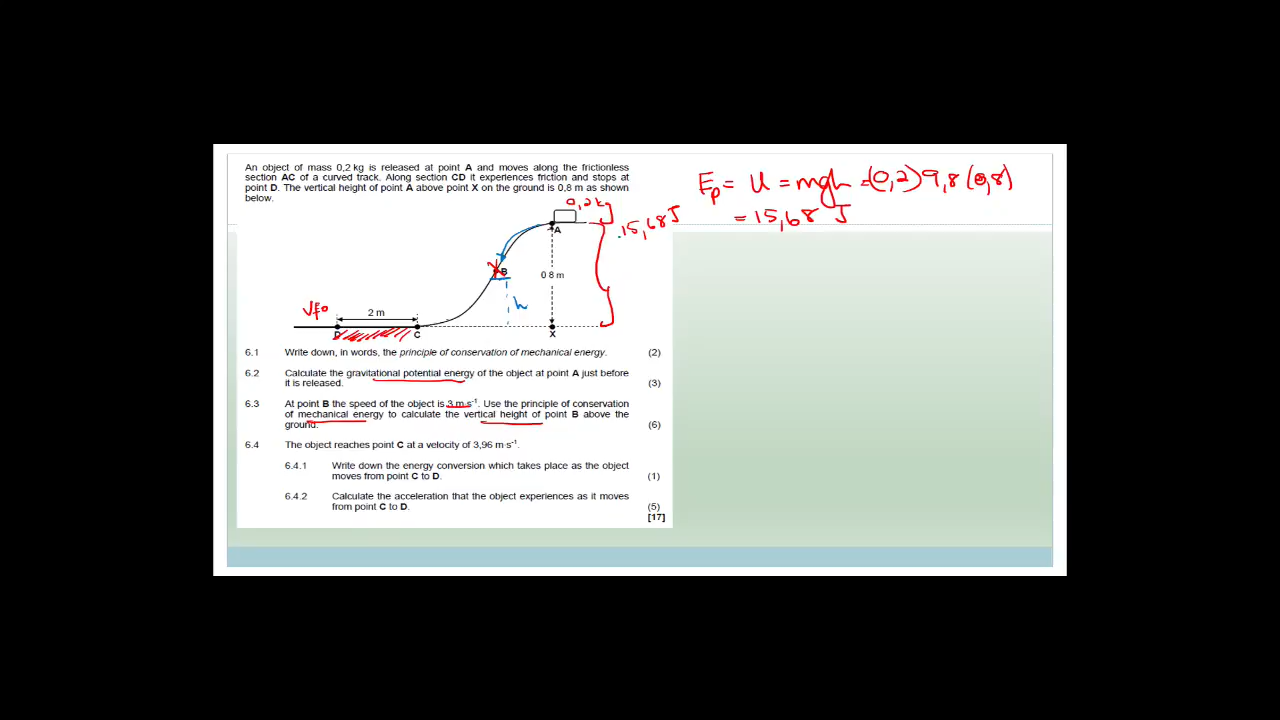 An object of mass 0,2 kg is released at point A and moves along the frictionless
section AC of a curved track. Along section CD it experiences friction and stops at
point D. The vertical height of point A above point X on the ground is 0,8 m as shown
below.
Ep = U = mgh = (0,2) 9,8 (0,8)
= 15,68 J
0,2 kg
15,68 J
A
B
0 8 m
h
Vf=0
2 m
D
C
X
6.1 Write down, in words, the principle of conservation of mechanical energy. (2)
6.2 Calculate the gravitational potential energy of the object at point A just before
it is released. (3)
6.3 At point B the speed of the object is 3 m·s-1. Use the principle of conservation
of mechanical energy to calculate the vertical height of point B above the
ground. (6)
6.4 The object reaches point C at a velocity of 3,96 m·s-1.
6.4.1 Write down the energy conversion which takes place as the object
moves from point C to D. (1)
6.4.2 Calculate the acceleration that the object experiences as it moves
from point C to D. (5)
[17]